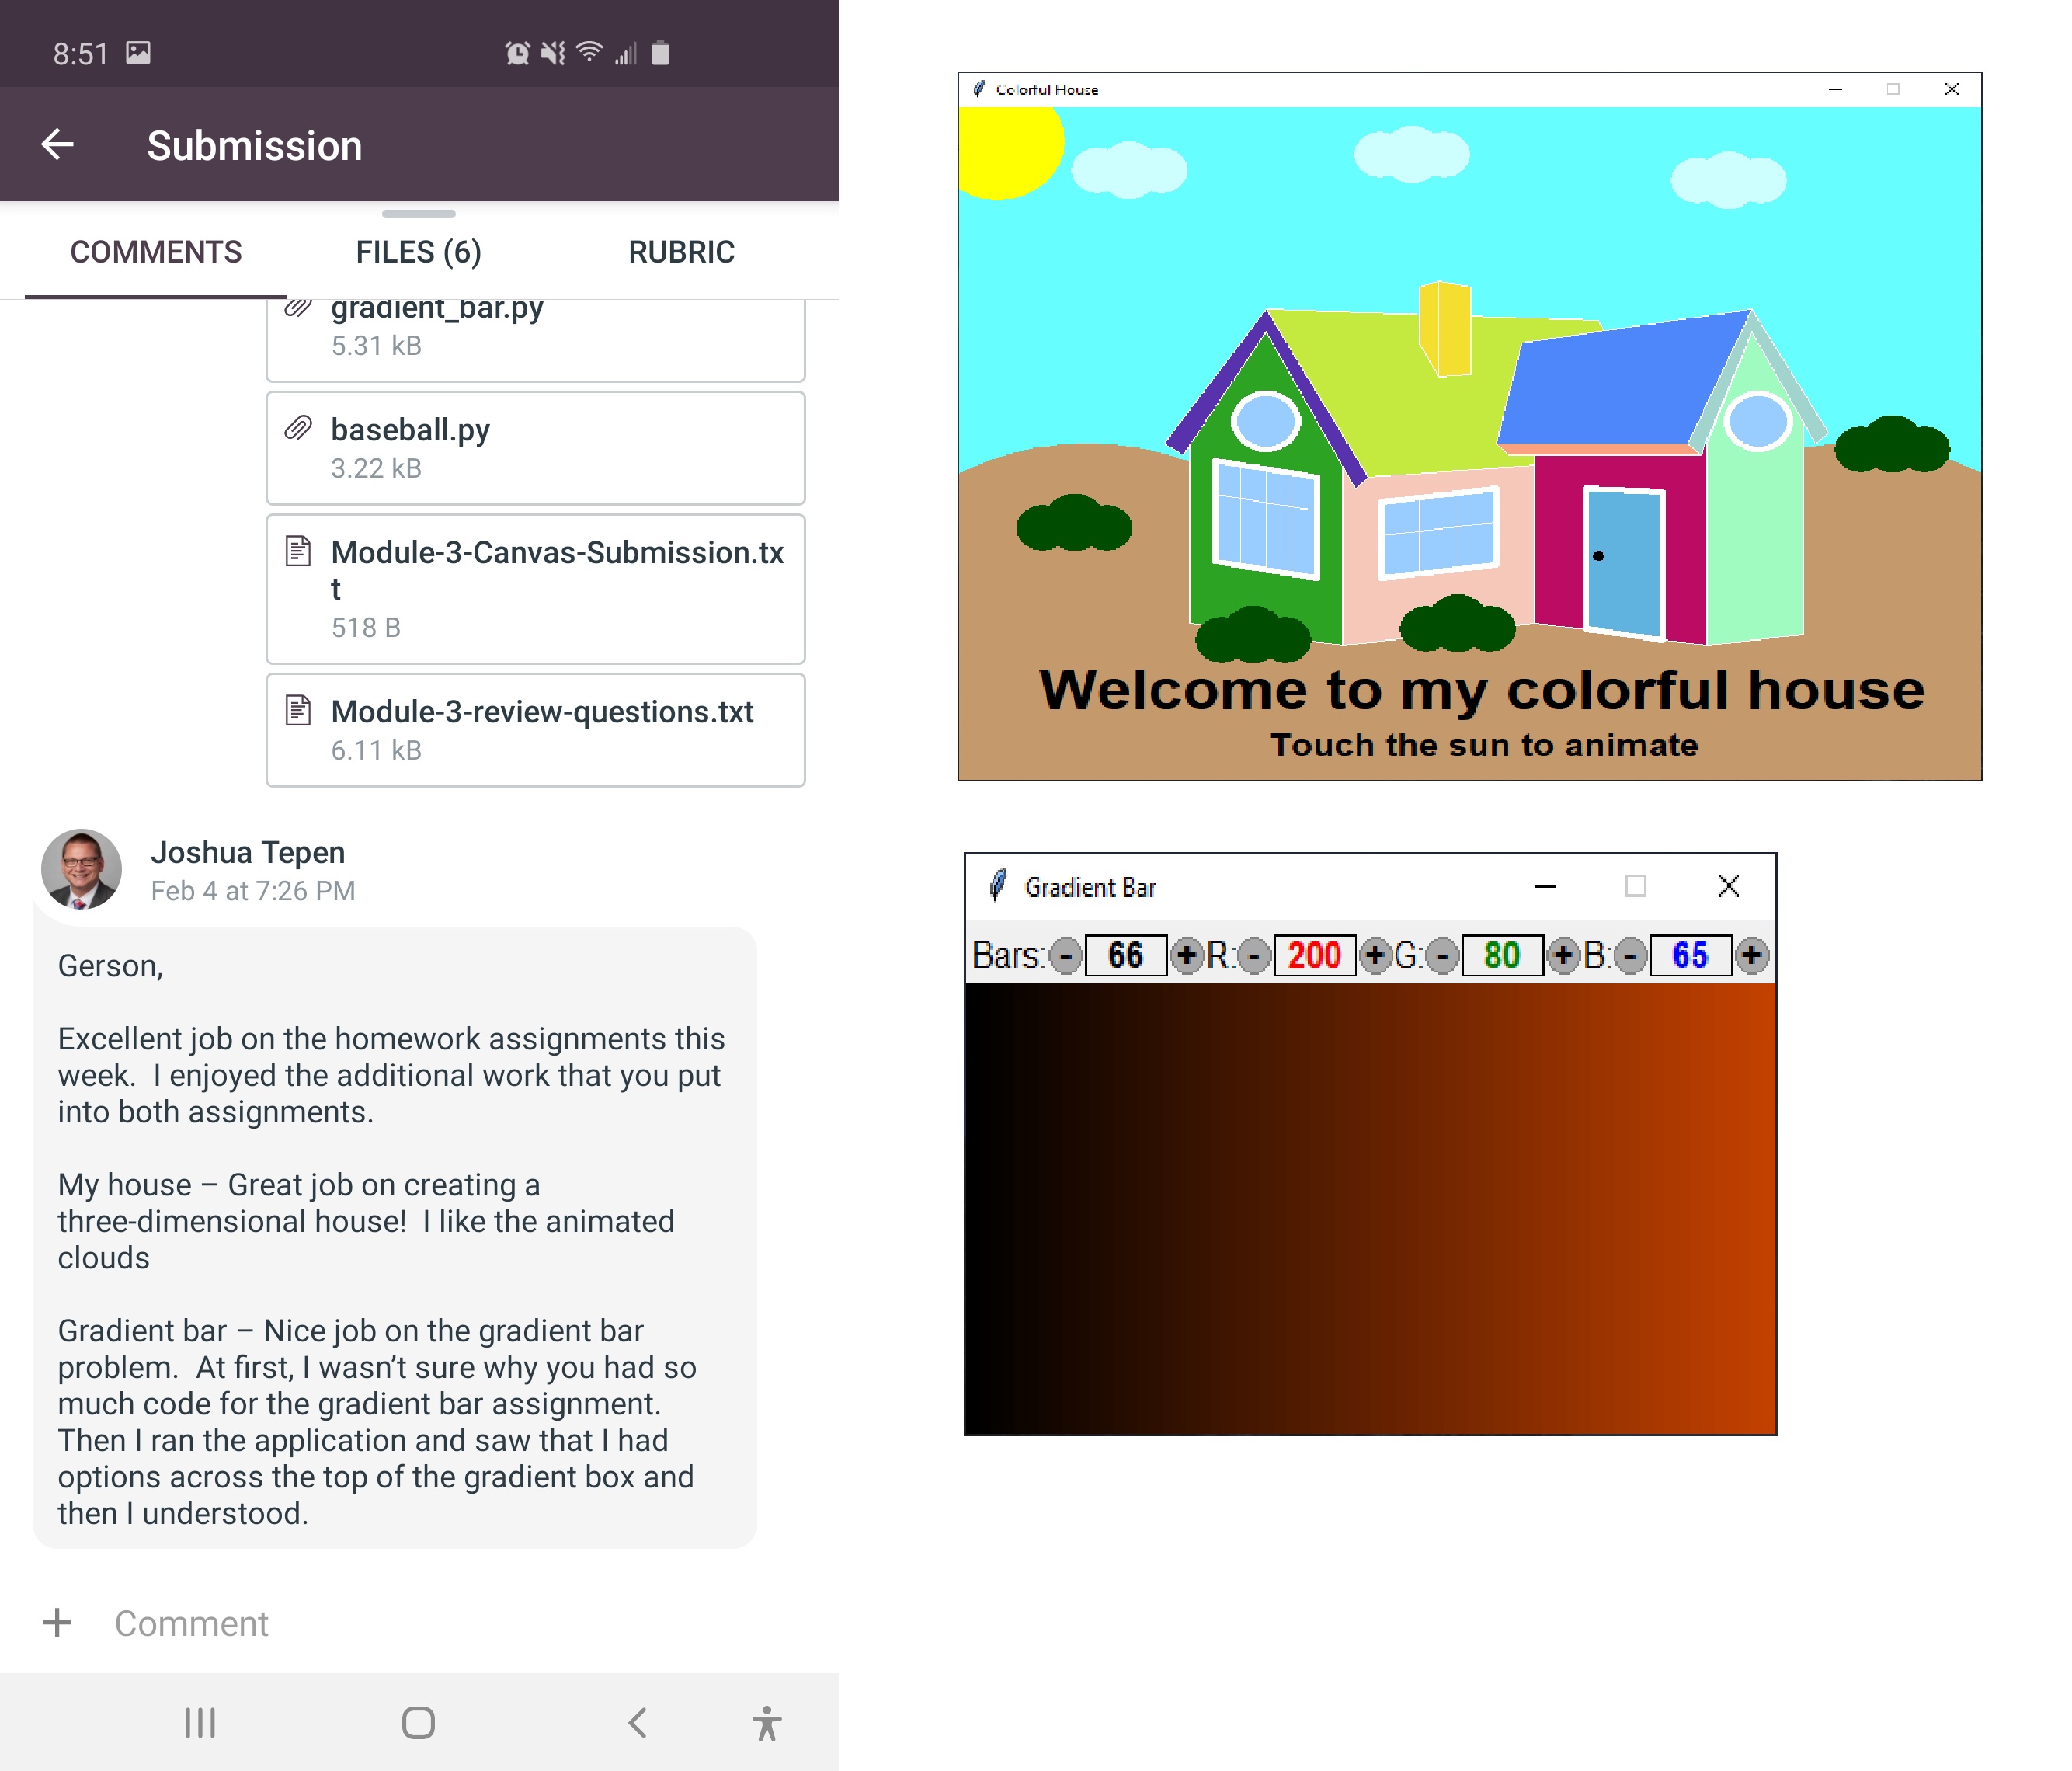 8:51
Submission
COMMENTS FILES (6) RUBRIC
gradient_bar.py
5.31 kB
baseball.py
3.22 kB
Module-3-Canvas-Submission.tx
t
518 B
Module-3-review-questions.txt
6.11 kB
Joshua Tepen
Feb 4 at 7:26 PM
Gerson,
Excellent job on the homework assignments this
week.  I enjoyed the additional work that you put
into both assignments.
My house – Great job on creating a
three-dimensional house!  I like the animated
clouds
Gradient bar – Nice job on the gradient bar
problem.  At first, I wasn’t sure why you had so
much code for the gradient bar assignment.
Then I ran the application and saw that I had
options across the top of the gradient box and
then I understood.
+ Comment
Colorful House
Welcome to my colorful house
Touch the sun to animate
Gradient Bar
Bars: - 66 + R: - 200 + G: - 80 + B: - 65 +